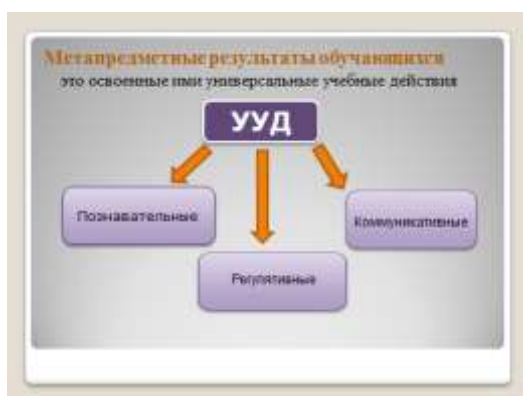 Метапредметные результаты обучающихся
это освоенные ими универсальные учебные действия
УУД
Познавательные
Коммуникативные
Регулятивные